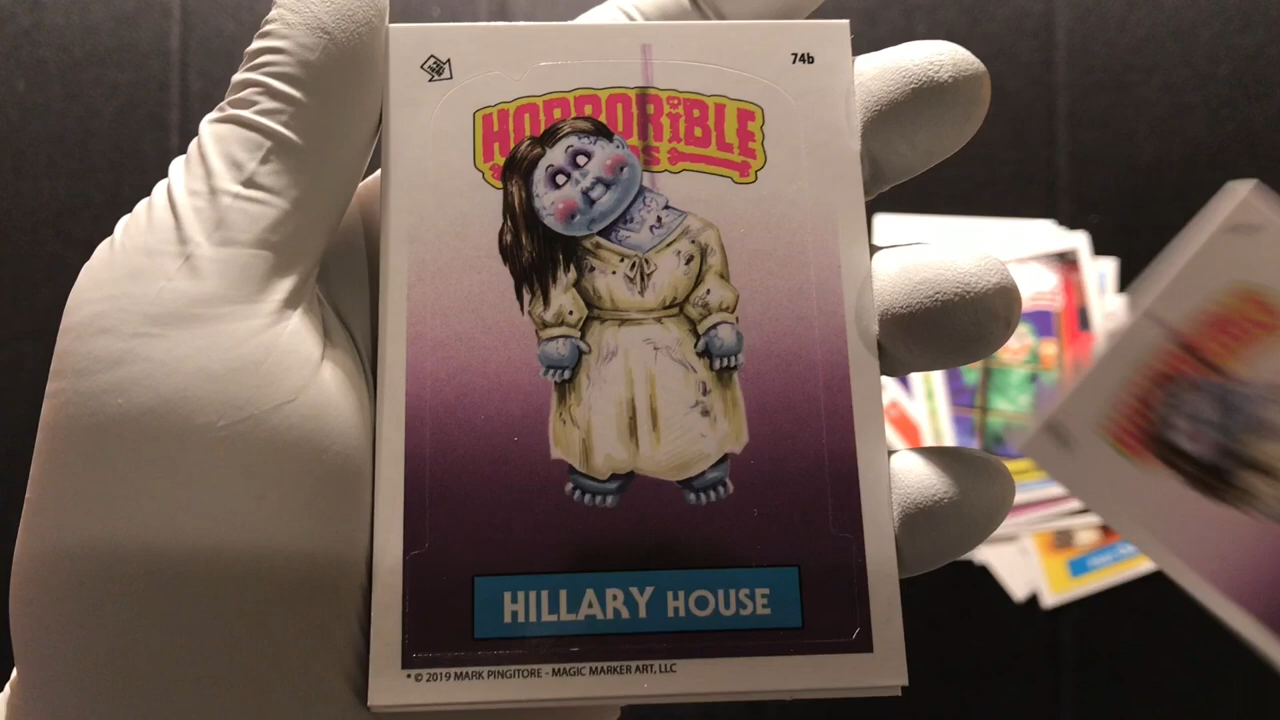 74b
HORRORiBLE
HILLARY HOUSE
* © 2019 MARK PINGITORE - MAGIC MARKER ART, LLC